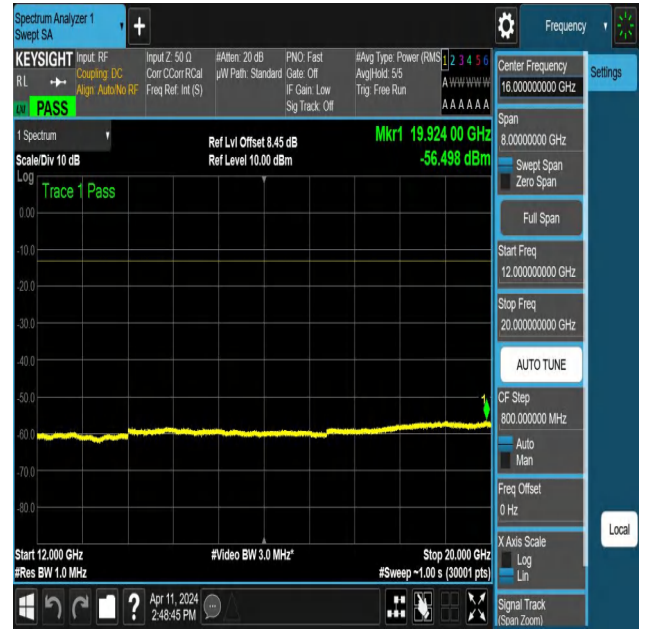 Spectrum Analyzer 1
Swept SA
+
Frequency
KEYSIGHT
RL
LXI
PASS
Input: RF
Coupling: DC
Align: Auto/No RF
Input Z: 50 Ω
Corr CCorr RCal
Freq Ref: Int (S)
#Atten: 20 dB
µW Path: Standard
PNO: Fast
Gate: Off
IF Gain: Low
Sig Track: Off
#Avg Type: Power (RMS
Avg|Hold: 5/5
Trig: Free Run
1 2 3 4 5 6
A W W W W W
A A A A A A
Center Frequency
16.00000000 GHz
Settings
Span
8.00000000 GHz
Swept Span
Zero Span
Full Span
Start Freq
12.000000000 GHz
Stop Freq
20.000000000 GHz
AUTO TUNE
CF Step
800.000000 MHz
Auto
Man
Freq Offset
0 Hz
X Axis Scale
Log
Lin
Signal Track
(Span Zoom)
Local
1 Spectrum
Scale/Div 10 dB
Ref Lvl Offset 8.45 dB
Ref Level 10.00 dBm
Mkr1 19.924 00 GHz
-56.498 dBm
Log
Trace 1 Pass
0.00
-10.0
-20.0
-30.0
-40.0
-50.0
-60.0
-70.0
-80.0
1
Start 12.000 GHz
#Res BW 1.0 MHz
#Video BW 3.0 MHz*
Stop 20.000 GHz
#Sweep ~1.00 s (30001 pts)
?
Apr 11, 2024
2:48:45 PM